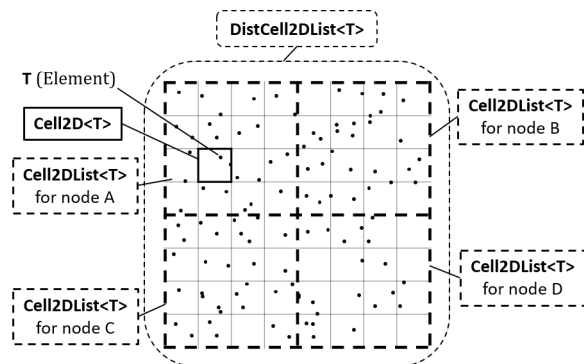 DistCell2DList<T>
T (Element)
Cell2D<T>
Cell2DList<T>
for node A
Cell2DList<T>
for node B
Cell2DList<T>
for node C
Cell2DList<T>
for node D